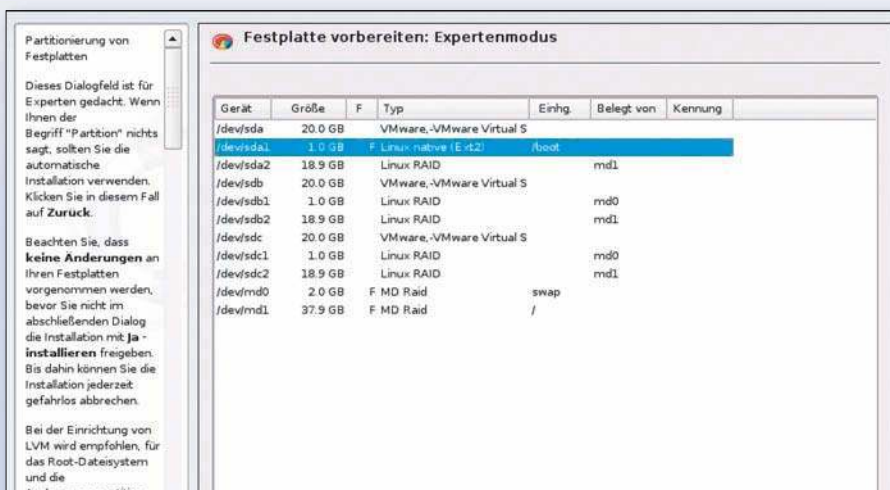 Partitionierung von
Festplatten
Dieses Dialogfeld ist für
Experten gedacht. Wenn
Ihnen der
Begriff "Partition" nichts
sagt, sollten Sie die
automatische
Installation verwenden.
Klicken Sie in diesem Fall
auf Zurück.
Beachten Sie, dass
keine Änderungen an
Ihren Festplatten
vorgenommen werden,
bevor Sie nicht im
abschließenden Dialog
die Installation mit Ja -
installieren freigeben.
Bis dahin können Sie die
Installation jederzeit
gefahrlos abbrechen.
Bei der Einrichtung von
LVM wird empfohlen, für
das Root-Dateisystem
und die
Festplatte vorbereiten: Expertenmodus
Gerät Größe F Typ Einhg. Belegt von Kennung
/dev/sda 20.0 GB VMware,-VMware Virtual S
/dev/sda1 1.0 GB F Linux native (Ext2) /boot
/dev/sda2 18.9 GB Linux RAID md1
/dev/sdb 20.0 GB VMware,-VMware Virtual S
/dev/sdb1 1.0 GB Linux RAID md0
/dev/sdb2 18.9 GB Linux RAID md1
/dev/sdc 20.0 GB VMware,-VMware Virtual S
/dev/sdc1 1.0 GB Linux RAID md0
/dev/sdc2 18.9 GB Linux RAID md1
/dev/md0 2.0 GB F MD Raid swap
/dev/md1 37.9 GB F MD Raid /